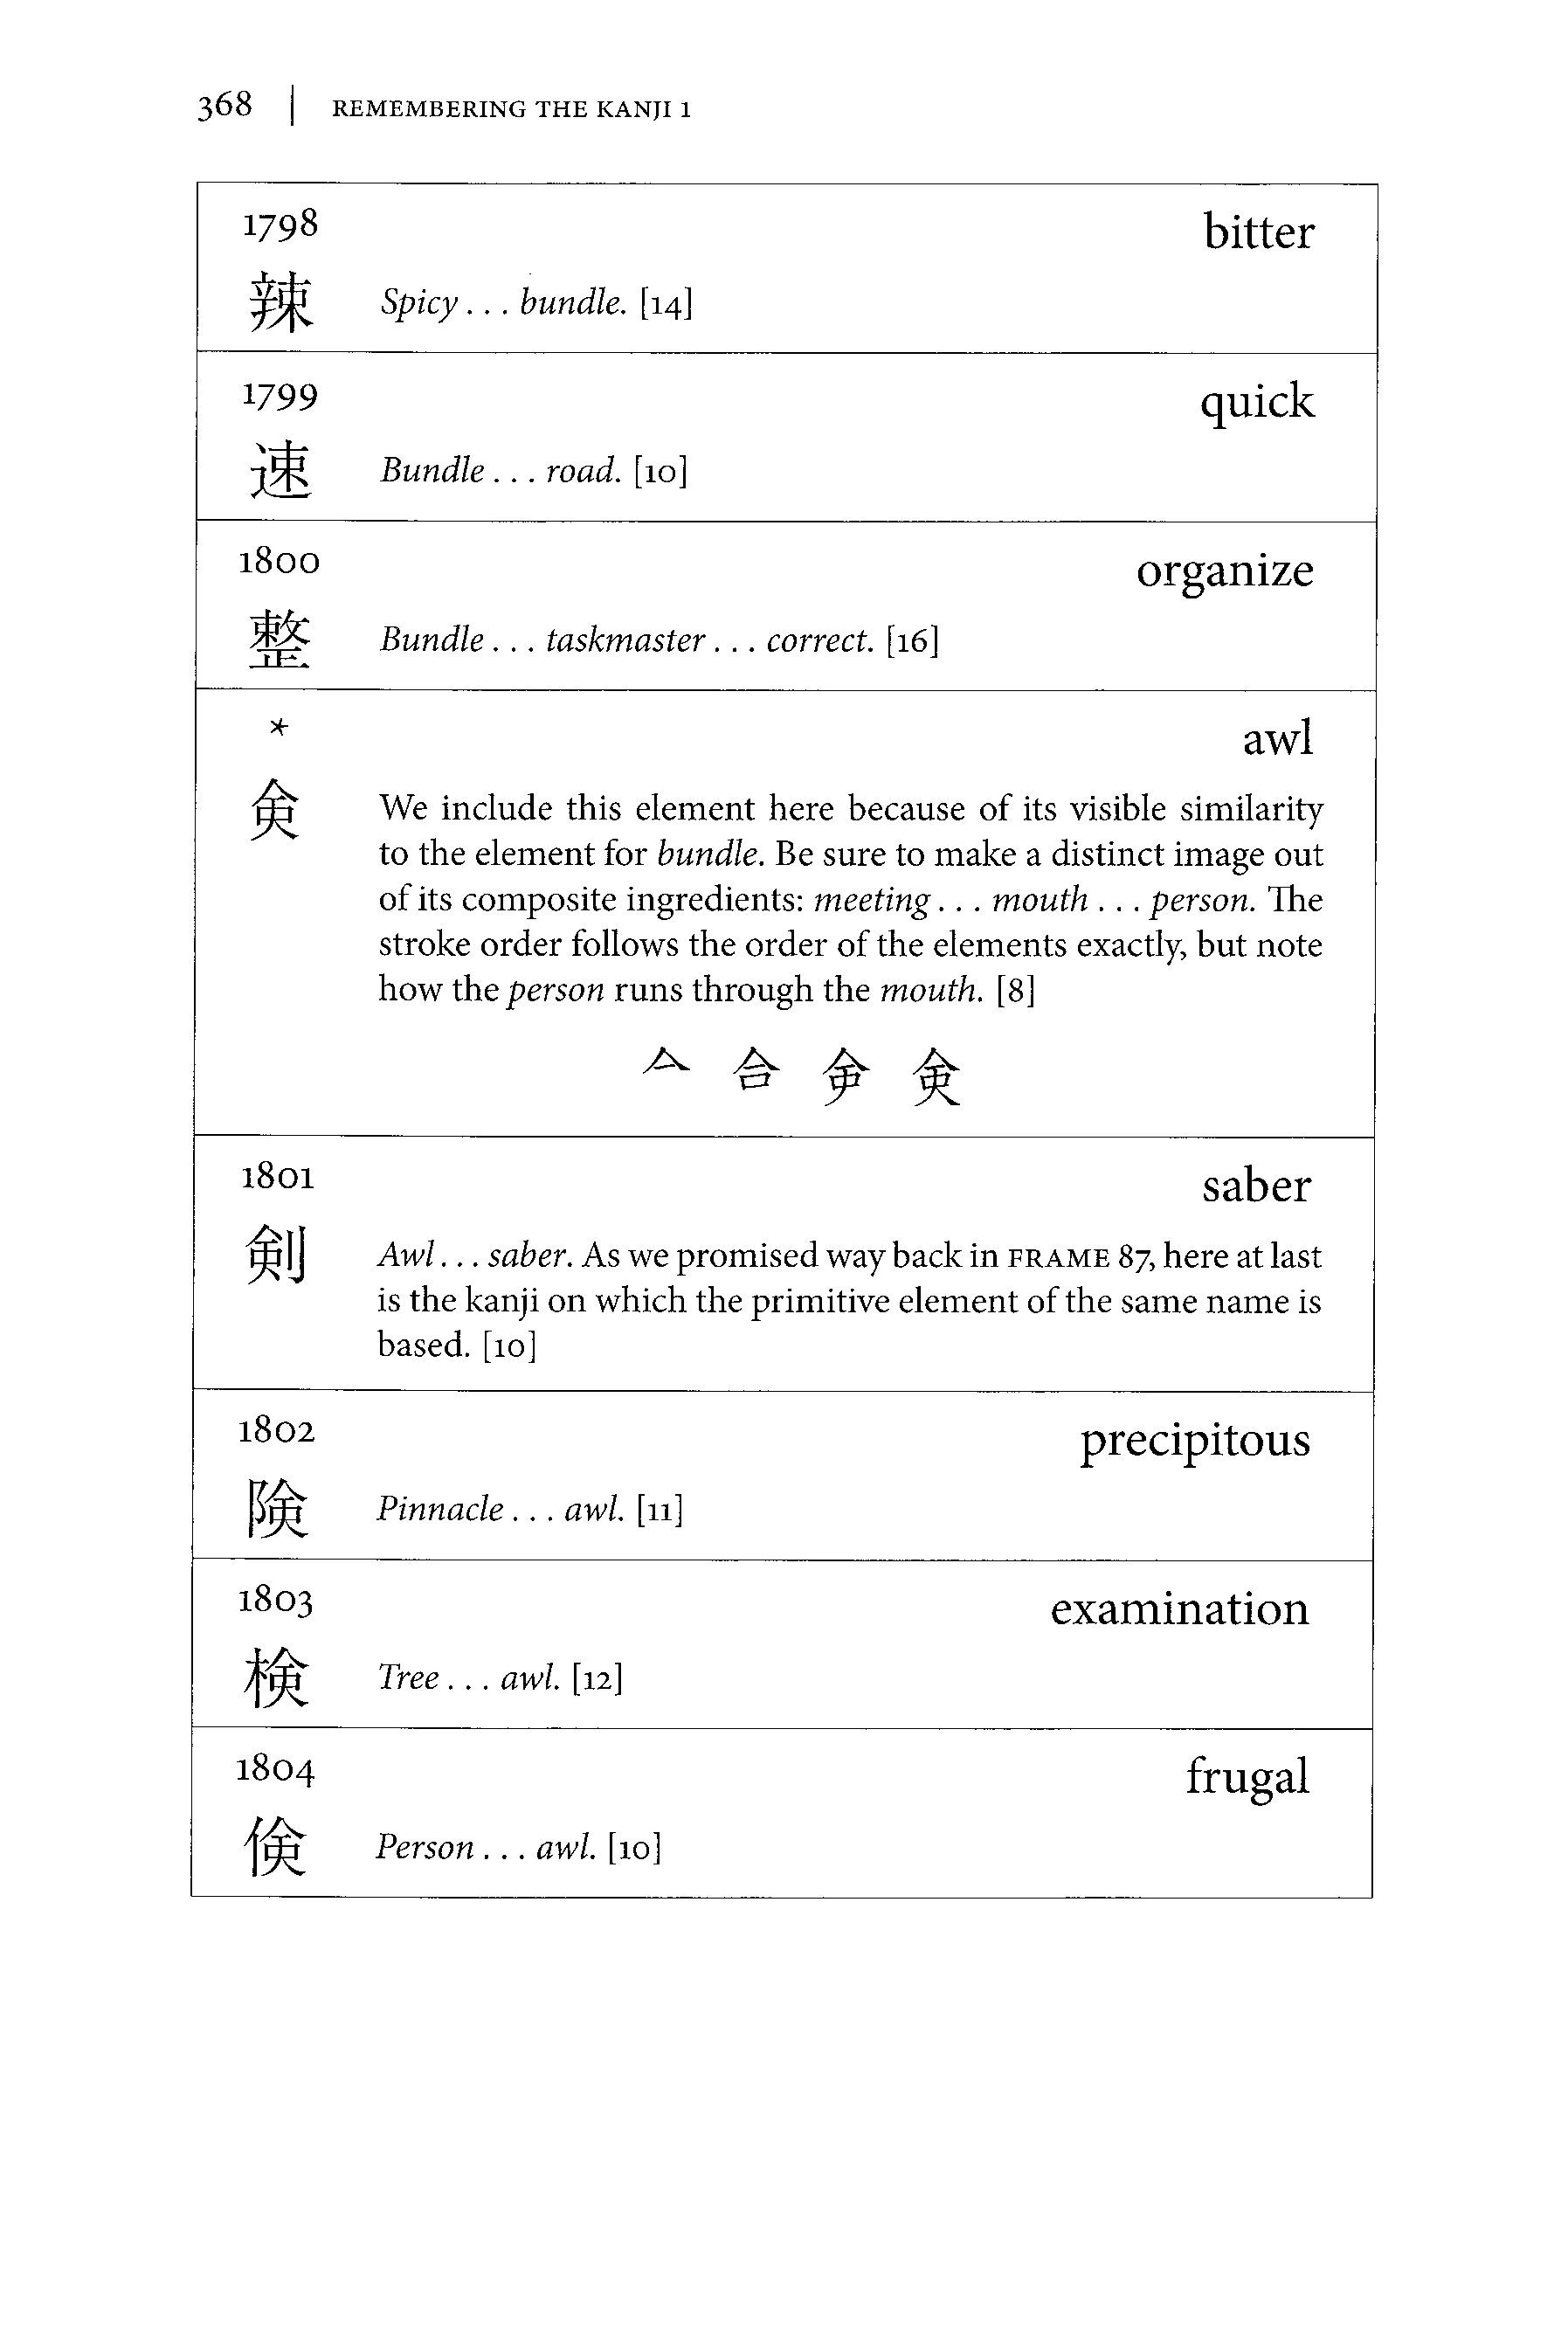 368 | REMEMBERING THE KANJI 1
1798 bitter
辣 Spicy . . . bundle. [14]
1799 quick
速 Bundle . . . road. [10]
1800 organize
整 Bundle . . . taskmaster . . . correct. [16]
* awl
㑒 We include this element here because of its visible similarity
to the element for bundle. Be sure to make a distinct image out
of its composite ingredients: meeting . . . mouth . . . person. The
stroke order follows the order of the elements exactly, but note
how the person runs through the mouth. [8]
亼 合
1801 saber
剣 Awl . . . saber. As we promised way back in FRAME 87, here at last
is the kanji on which the primitive element of the same name is
based. [10]
1802 precipitous
険 Pinnacle . . . awl. [11]
1803 examination
検 Tree . . . awl. [12]
1804 frugal
倹 Person . . . awl. [10]